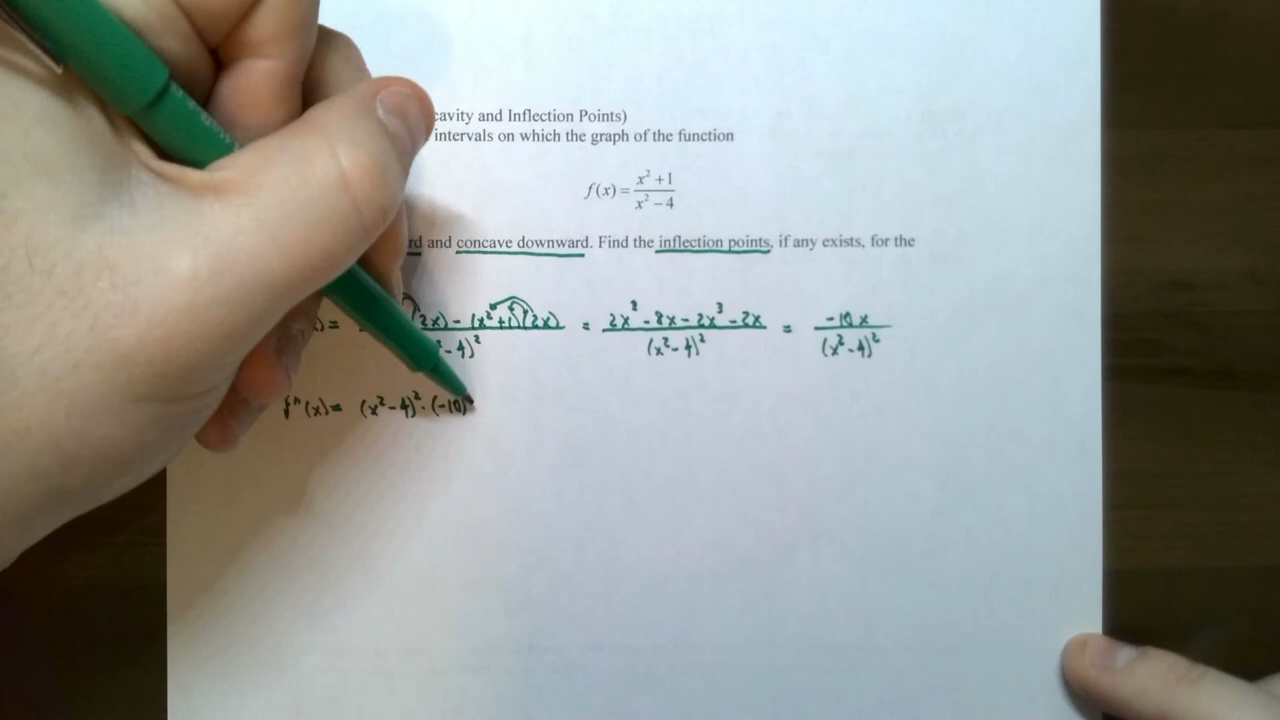 cavity and Inflection Points)
intervals on which the graph of the function
f(x) = (x² + 1)/(x² − 4)
rd and concave downward. Find the inflection points, if any exists, for the
) = 2x) − (x² + 1)(2x) / ² − 4)² = (2x³ − 8x − 2x³ − 2x)/(x² − 4)² = (−10x)/(x² − 4)²
f"(x) = (x² − 4)² · (−10)